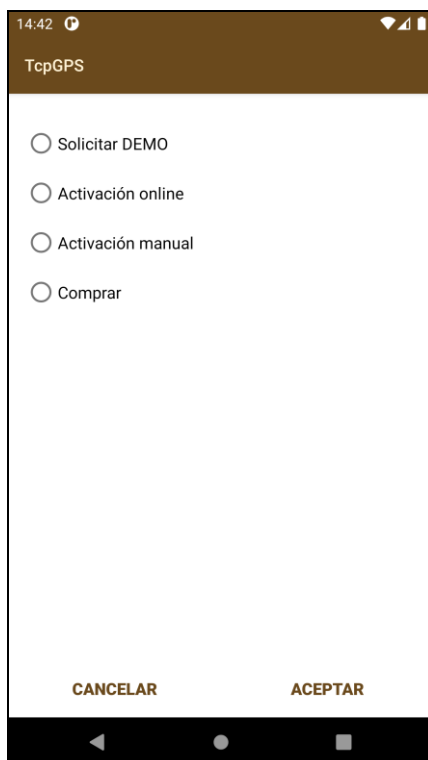 14:42
TcpGPS
Solicitar DEMO
Activación online
Activación manual
Comprar
CANCELAR ACEPTAR